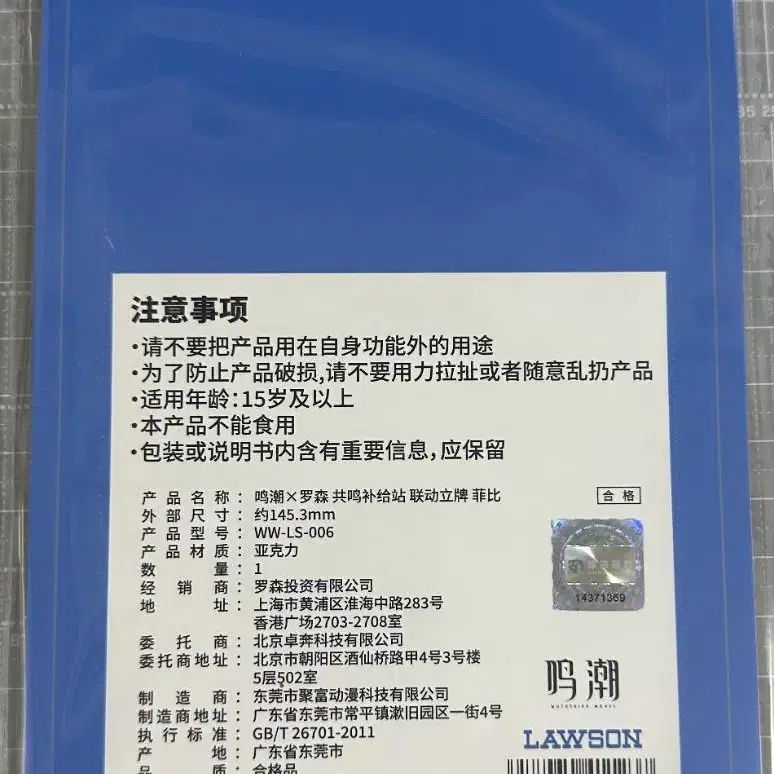 35 25
注意事项
·请不要把产品用在自身功能外的用途
·为了防止产品破损,请不要用力拉扯或者随意乱扔产品
·适用年龄:15岁及以上
·本产品不能食用
·包装或说明书内含有重要信息,应保留
产品名称：鸣潮×罗森 共鸣补给站 联动立牌 菲比
合格
外部尺寸：约145.3mm
产品型号：WW-LS-006
产品材质：亚克力
数量：1
经销商：罗森投资有限公司
地址：上海市黄浦区淮海中路283号
香港广场2703-2708室
委托商：北京卓奔科技有限公司
委托商地址：北京市朝阳区酒仙桥路甲4号3号楼
5层502室
制造商：东莞市聚富动漫科技有限公司
制造商地址：广东省东莞市常平镇漱旧园区一街4号
执行标准：GB/T 26701-2011
产地：广东省东莞市
品质：合格品
14371369
鸣潮
WUTHERING WAVES
LAWSON